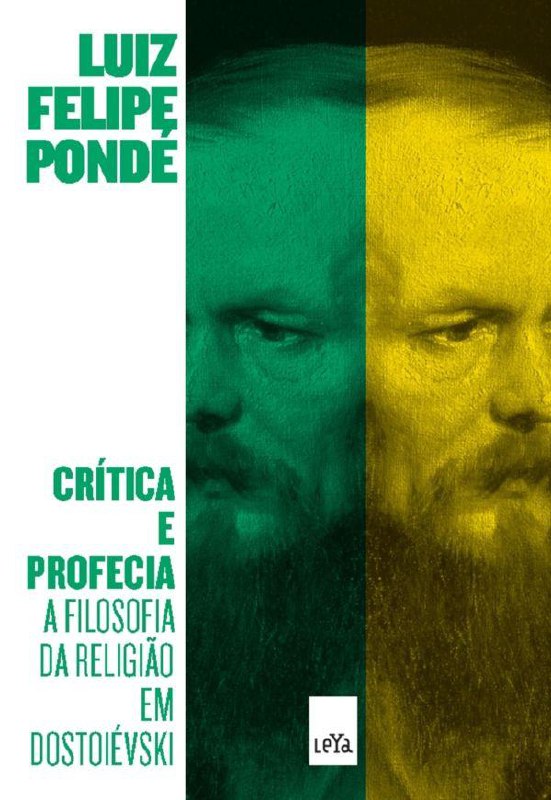 LUIZ
FELIPE
PONDÉ
CRÍTICA
E
PROFECIA
A FILOSOFIA
DA RELIGIÃO
EM
DOSTOIÉVSKI
LeYa